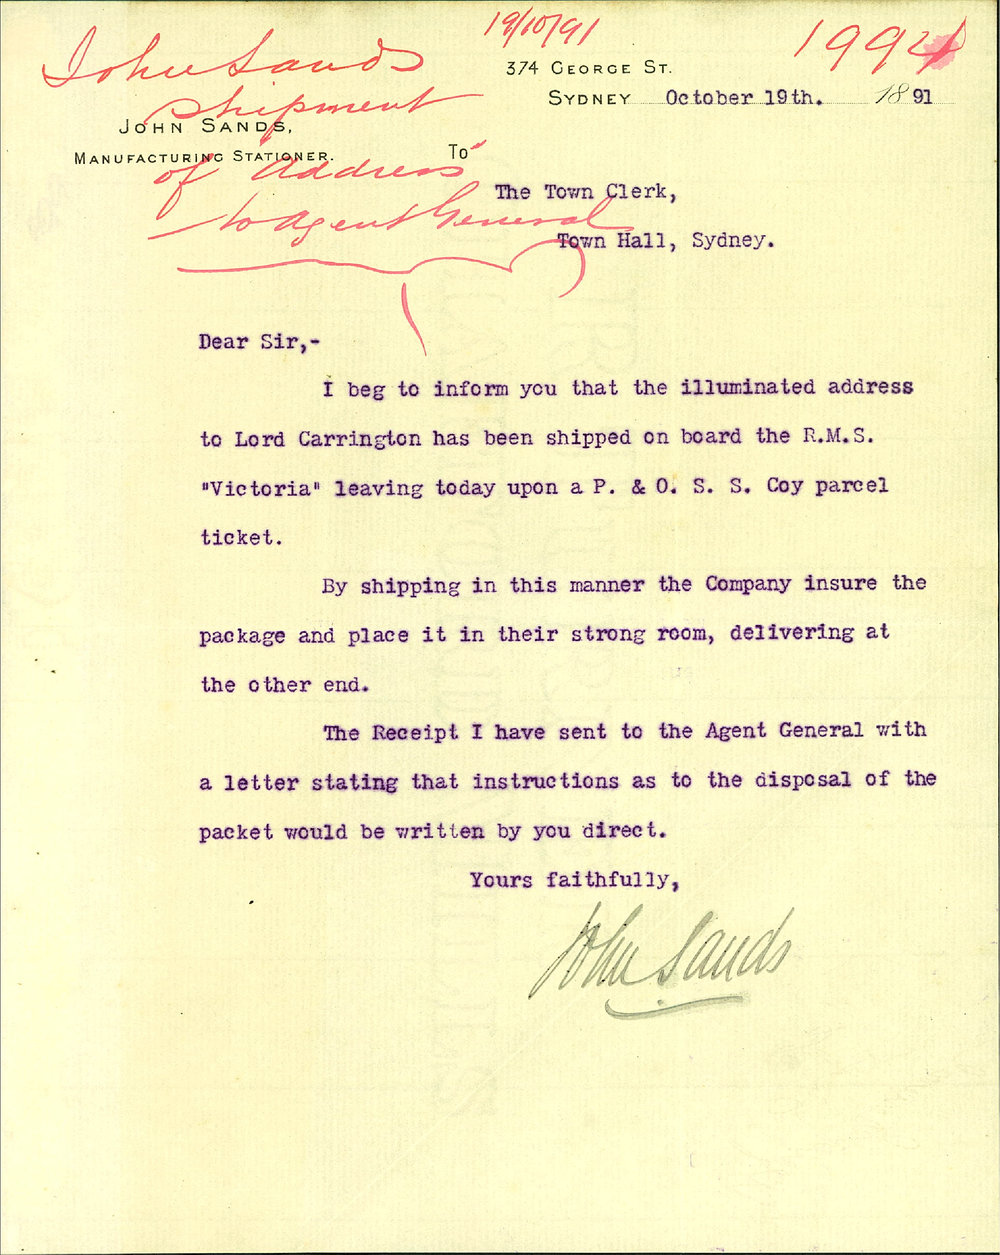 19/10/91
1994
John Sands
shipment
of "Address"
to Agent General
374 GEORGE ST.
SYDNEY October 19th. 1891
JOHN SANDS,
MANUFACTURING STATIONER.
To
The Town Clerk,
Town Hall, Sydney.
Dear Sir,-
I beg to inform you that the illuminated address
to Lord Carrington has been shipped on board the R.M.S.
"Victoria" leaving today upon a P. & O. S. S. Coy parcel
ticket.
By shipping in this manner the Company insure the
package and place it in their strong room, delivering at
the other end.
The Receipt I have sent to the Agent General with
a letter stating that instructions as to the disposal of the
packet would be written by you direct.
Yours faithfully,
John Sands